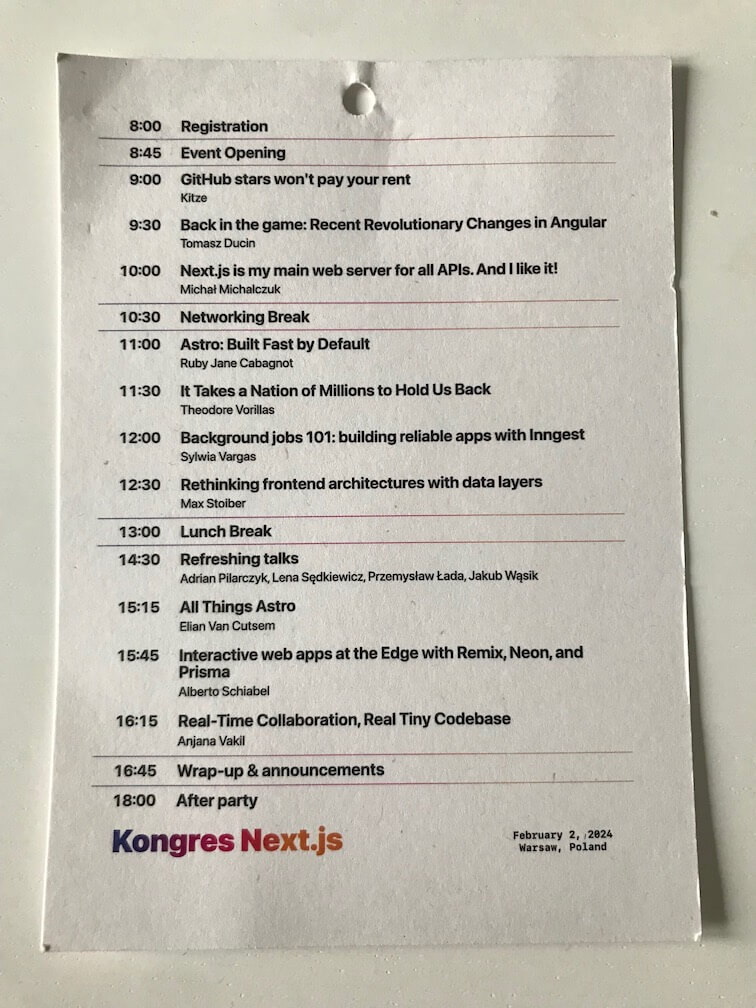 8:00 Registration
8:45 Event Opening
9:00 GitHub stars won't pay your rent
Kitze
9:30 Back in the game: Recent Revolutionary Changes in Angular
Tomasz Ducin
10:00 Next.js is my main web server for all APIs. And I like it!
Michał Michalczuk
10:30 Networking Break
11:00 Astro: Built Fast by Default
Ruby Jane Cabagnot
11:30 It Takes a Nation of Millions to Hold Us Back
Theodore Vorillas
12:00 Background jobs 101: building reliable apps with Inngest
Sylwia Vargas
12:30 Rethinking frontend architectures with data layers
Max Stoiber
13:00 Lunch Break
14:30 Refreshing talks
Adrian Pilarczyk, Lena Sędkiewicz, Przemysław Łada, Jakub Wąsik
15:15 All Things Astro
Elian Van Cutsem
15:45 Interactive web apps at the Edge with Remix, Neon, and
Prisma
Alberto Schiabel
16:15 Real-Time Collaboration, Real Tiny Codebase
Anjana Vakil
16:45 Wrap-up & announcements
18:00 After party
Kongres Next.js
February 2, 2024
Warsaw, Poland